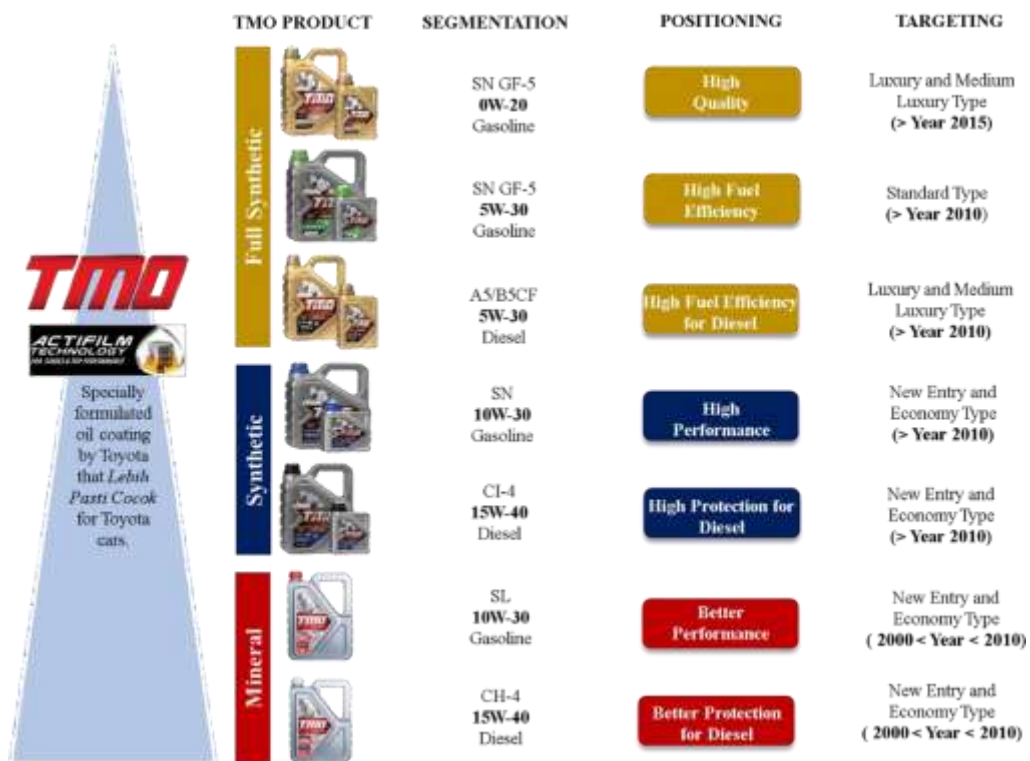 TMO PRODUCT
SEGMENTATION
POSITIONING
TARGETING
TMO
ACTIFILM
TECHNOLOGY
Specially
formulated
oil coating
by Toyota
that Lebih
Pasti Cocok
for Toyota
cars.
Full Synthetic
SN GF-5
0W-20
Gasoline
High
Quality
Luxury and Medium
Luxury Type
(> Year 2015)
SN GF-5
5W-30
Gasoline
High Fuel
Efficiency
Standard Type
(> Year 2010)
A5/B5CF
5W-30
Diesel
High Fuel Efficiency
for Diesel
Luxury and Medium
Luxury Type
(> Year 2010)
Synthetic
SN
10W-30
Gasoline
High
Performance
New Entry and
Economy Type
(> Year 2010)
CI-4
15W-40
Diesel
High Protection for
Diesel
New Entry and
Economy Type
(> Year 2010)
Mineral
SL
10W-30
Gasoline
Better
Performance
New Entry and
Economy Type
( 2000 < Year < 2010)
CH-4
15W-40
Diesel
Better Protection
for Diesel
New Entry and
Economy Type
( 2000 < Year < 2010)